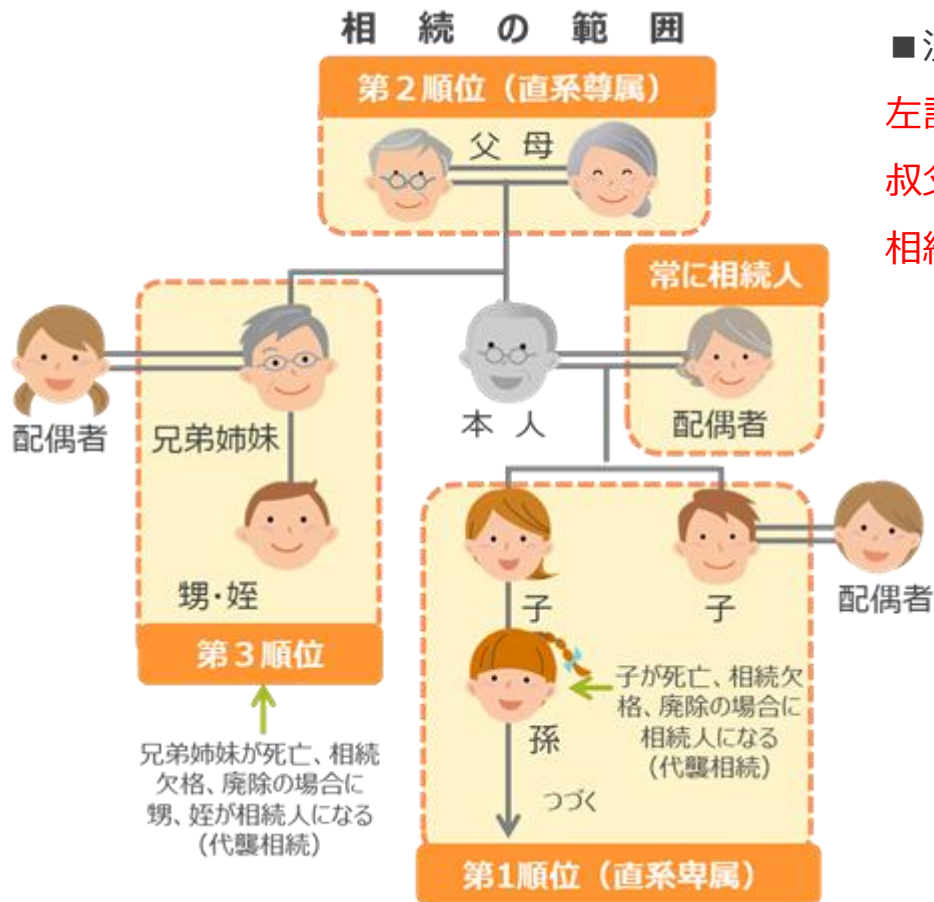 相続の範囲
第2順位（直系尊属）
父母
常に相続人
配偶者
兄弟姉妹
本人
配偶者
甥・姪
第3順位
兄弟姉妹が死亡、相続
欠格、廃除の場合に
甥、姪が相続人になる
（代襲相続）
子
子
配偶者
孫
子が死亡、相続欠
格、廃除の場合に
相続人になる
（代襲相続）
つづく
第1順位（直系卑属）
■
左
叔
相